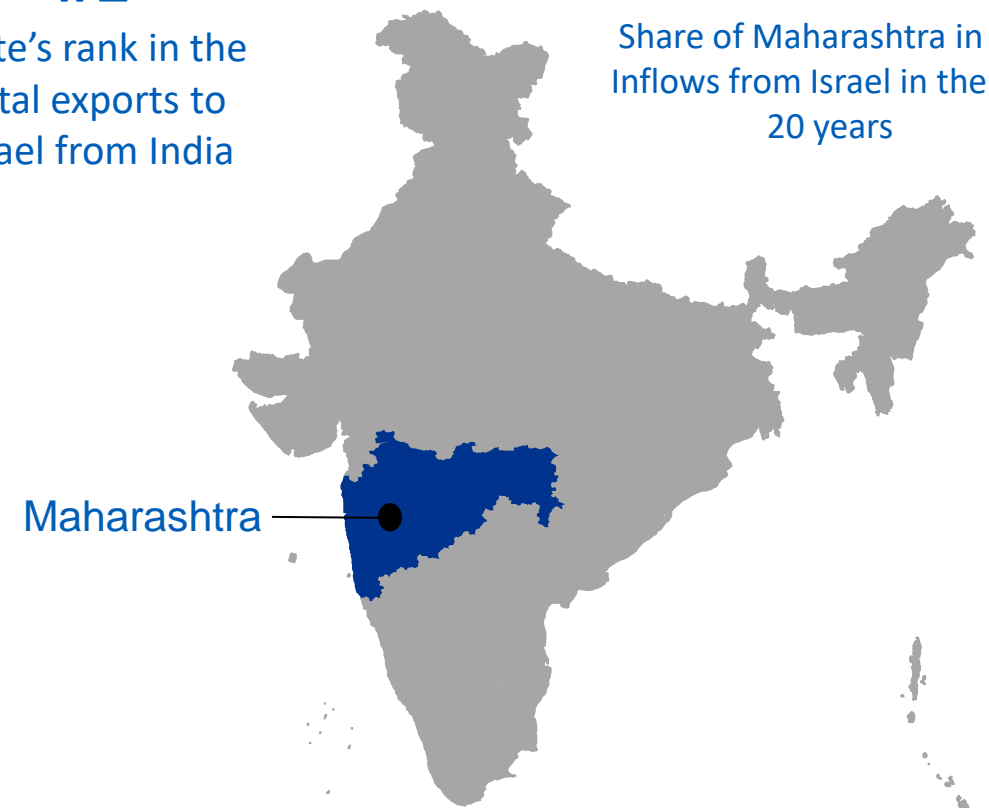 te's rank in the
tal exports to
ael from India
Share of Maharashtra in
Inflows from Israel in the
20 years
Maharashtra